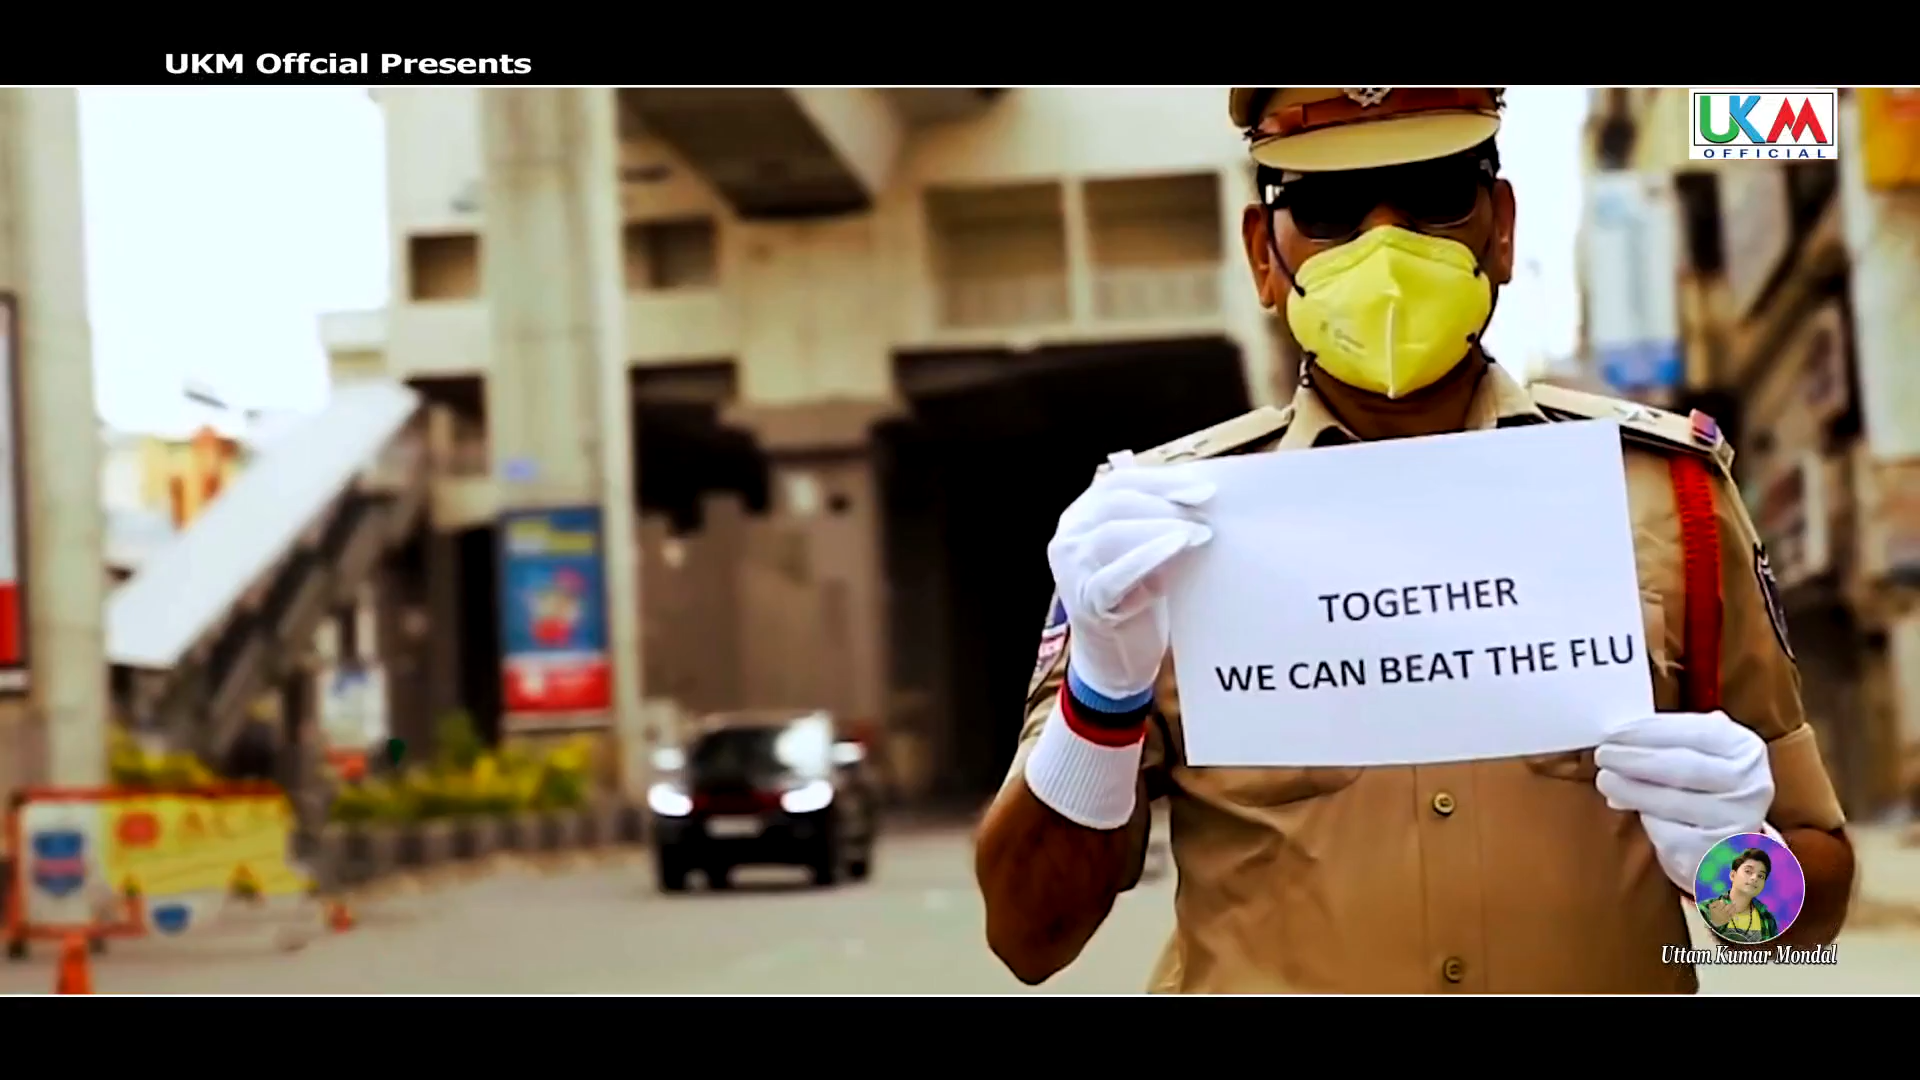 UKM Offcial Presents
UKM
OFFICIAL
TOGETHER
WE CAN BEAT THE FLU
Uttam Kumar Mondal